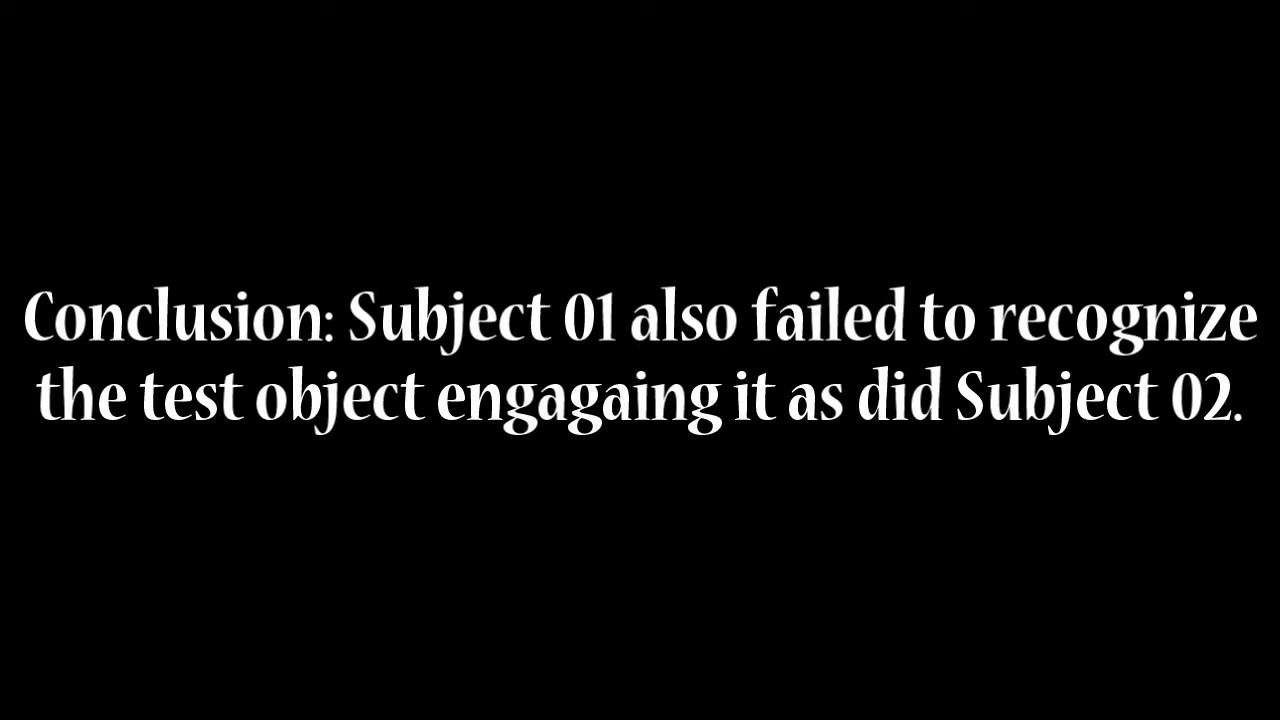 Conclusion: Subject 01 also failed to recognize
the test object engagaing it as did Subject 02.